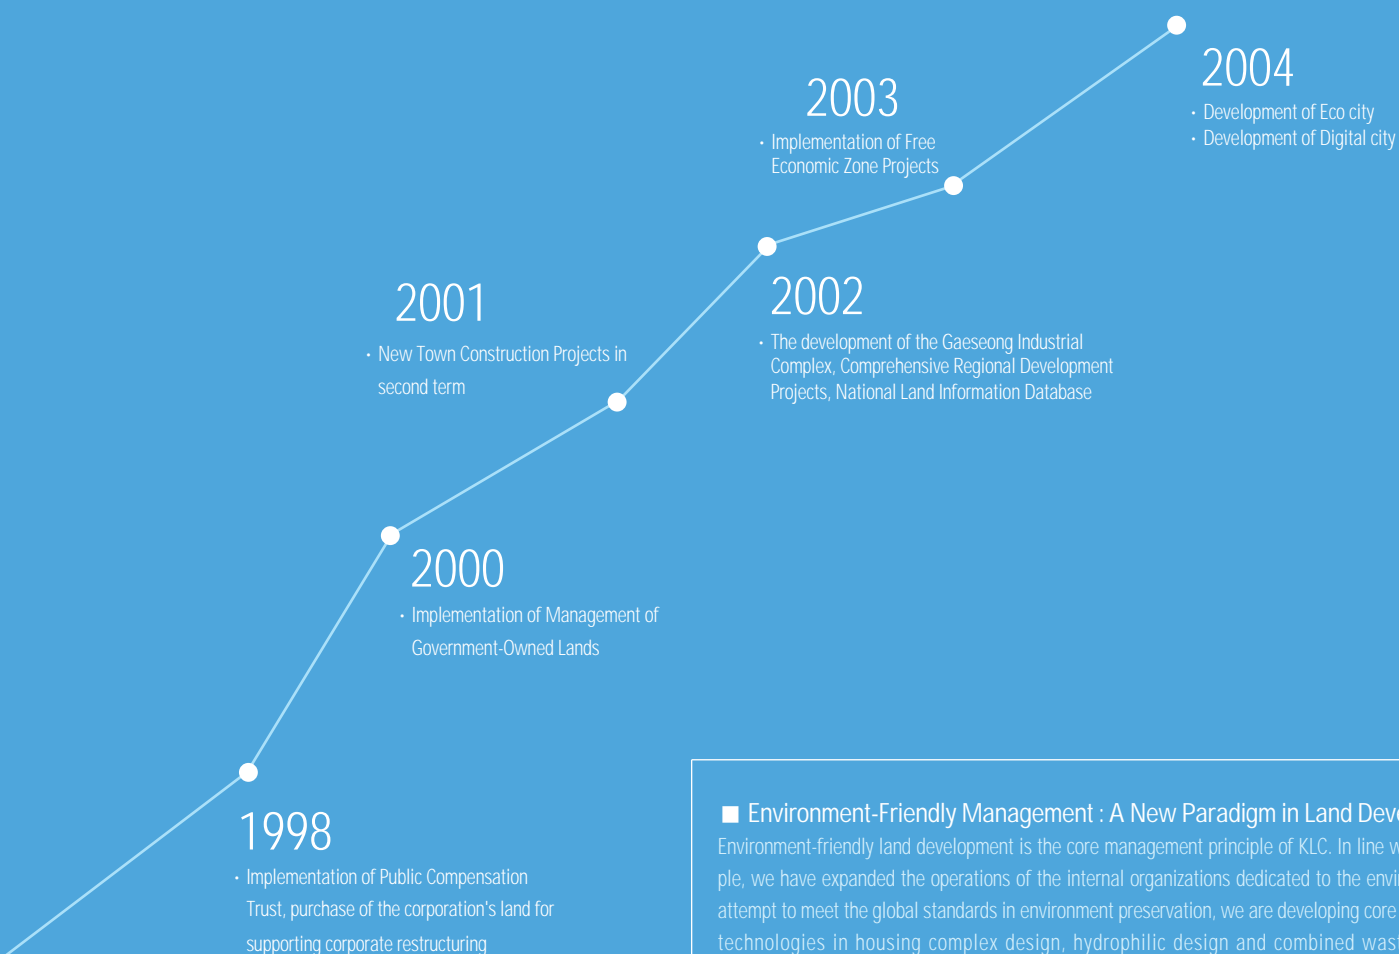 2004
· Development of Eco city
· Development of Digital city
2003
· Implementation of Free
Economic Zone Projects
2002
· The development of the Gaeseong Industrial
Complex, Comprehensive Regional Development
Projects, National Land Information Database
2001
· New Town Construction Projects in
second term
2000
· Implementation of Management of
Government-Owned Lands
1998
· Implementation of Public Compensation
Trust, purchase of the corporation's land for
supporting corporate restructuring
■ Environment-Friendly Management : A New Paradigm in Land
Environment-friendly land development is the core management principle of KLC. In line
ple, we have expanded the operations of the internal organizations dedicated to the
attempt to meet the global standards in environment preservation, we are developing core
technologies in housing complex design, hydrophilic design and combined